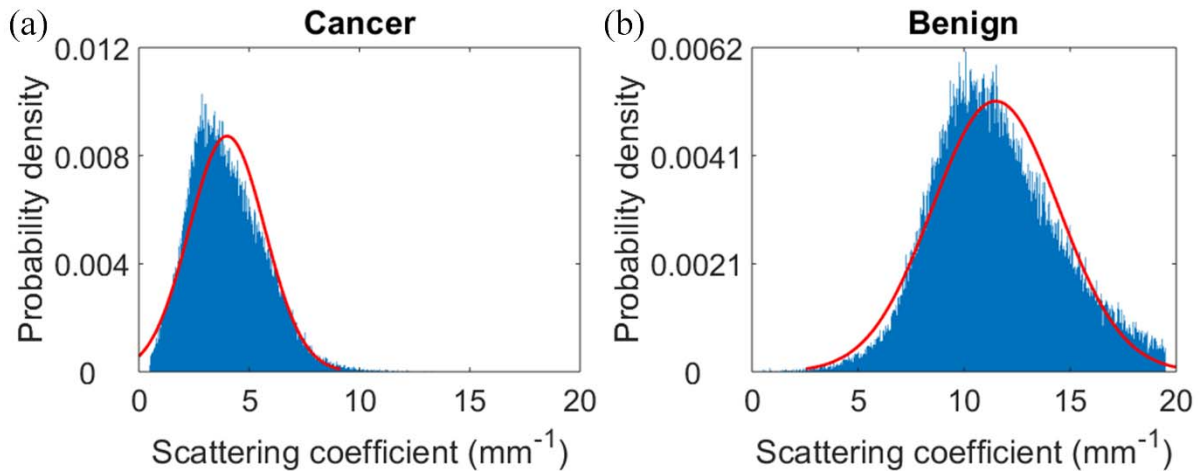 (a) Cancer
Probability density
0.012
0.008
0.004
0
0 5 10 15 20
Scattering coefficient (mm⁻¹)
(b) Benign
Probability density
0.0062
0.0041
0.0021
0
0 5 10 15 20
Scattering coefficient (mm⁻¹)